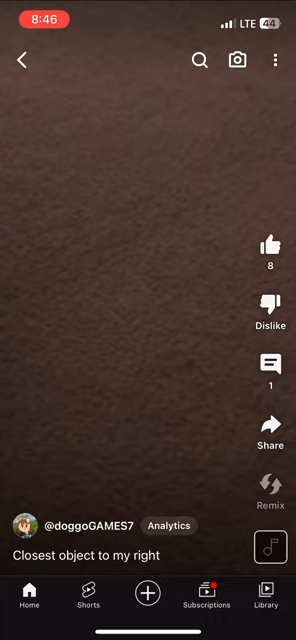 8:46
LTE 44
8
Dislike
1
Share
Remix
@doggoGAMES7 Analytics
Closest object to my right
Home Shorts Subscriptions Library